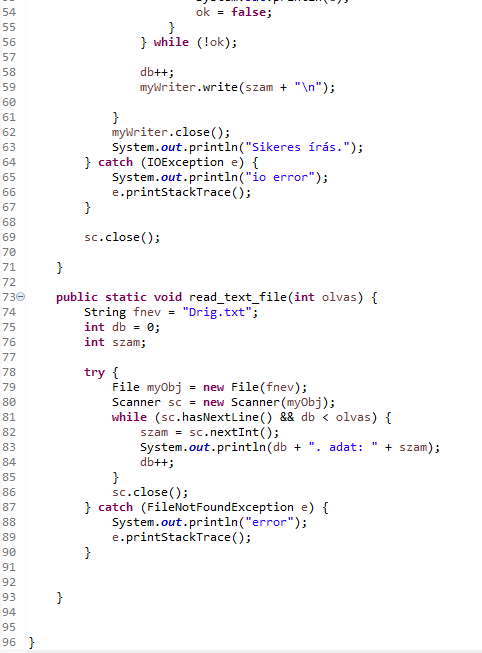 54 ok = false;
55 }
56 } while (!ok);
57
58 db++;
59 myWriter.write(szam + "\n");
60
61 }
62 myWriter.close();
63 System.out.println("Sikeres írás.");
64 } catch (IOException e) {
65 System.out.println("io error");
66 e.printStackTrace();
67 }
68
69 sc.close();
70
71 }
72
73 public static void read_text_file(int olvas) {
74 String fnev = "Drig.txt";
75 int db = 0;
76 int szam;
77
78 try {
79 File myObj = new File(fnev);
80 Scanner sc = new Scanner(myObj);
81 while (sc.hasNextLine() && db < olvas) {
82 szam = sc.nextInt();
83 System.out.println(db + ". adat: " + szam);
84 db++;
85 }
86 sc.close();
87 } catch (FileNotFoundException e) {
88 System.out.println("error");
89 e.printStackTrace();
90 }
91
92
93 }
94
95
96 }